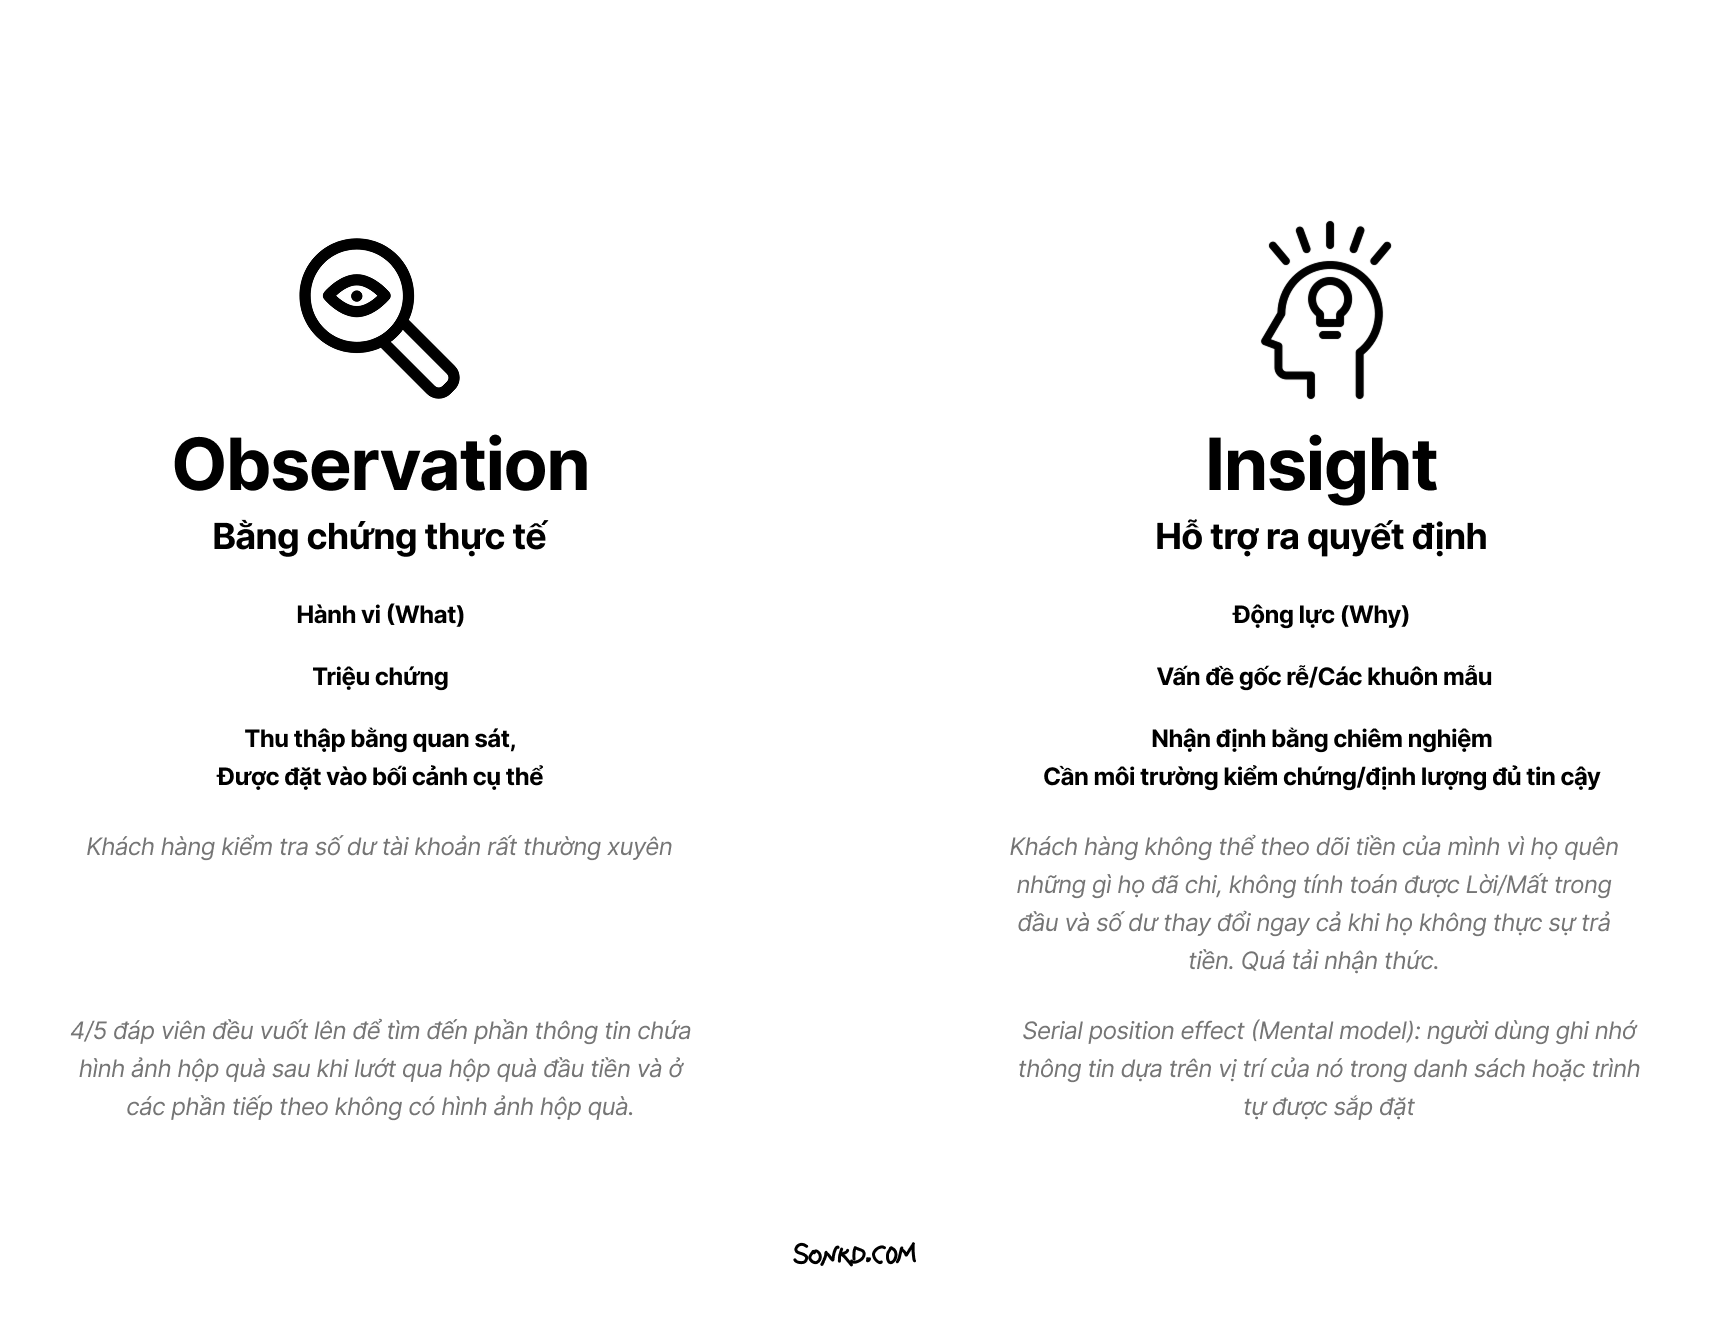 Observation
Bằng chứng thực tế
Hành vi (What)
Triệu chứng
Thu thập bằng quan sát,
Được đặt vào bối cảnh cụ thể
Khách hàng kiểm tra số dư tài khoản rất thường xuyên
4/5 đáp viên đều vuốt lên để tìm đến phần thông tin chứa
hình ảnh hộp quà sau khi lướt qua hộp quà đầu tiền và ở
các phần tiếp theo không có hình ảnh hộp quà.
Insight
Hỗ trợ ra quyết định
Động lực (Why)
Vấn đề gốc rễ/Các khuôn mẫu
Nhận định bằng chiêm nghiệm
Cần môi trường kiểm chứng/định lượng đủ tin cậy
Khách hàng không thể theo dõi tiền của mình vì họ quên
những gì họ đã chi, không tính toán được Lời/Mất trong
đầu và số dư thay đổi ngay cả khi họ không thực sự trả
tiền. Quá tải nhận thức.
Serial position effect (Mental model): người dùng ghi nhớ
thông tin dựa trên vị trí của nó trong danh sách hoặc trình
tự được sắp đặt
SONKD.COM